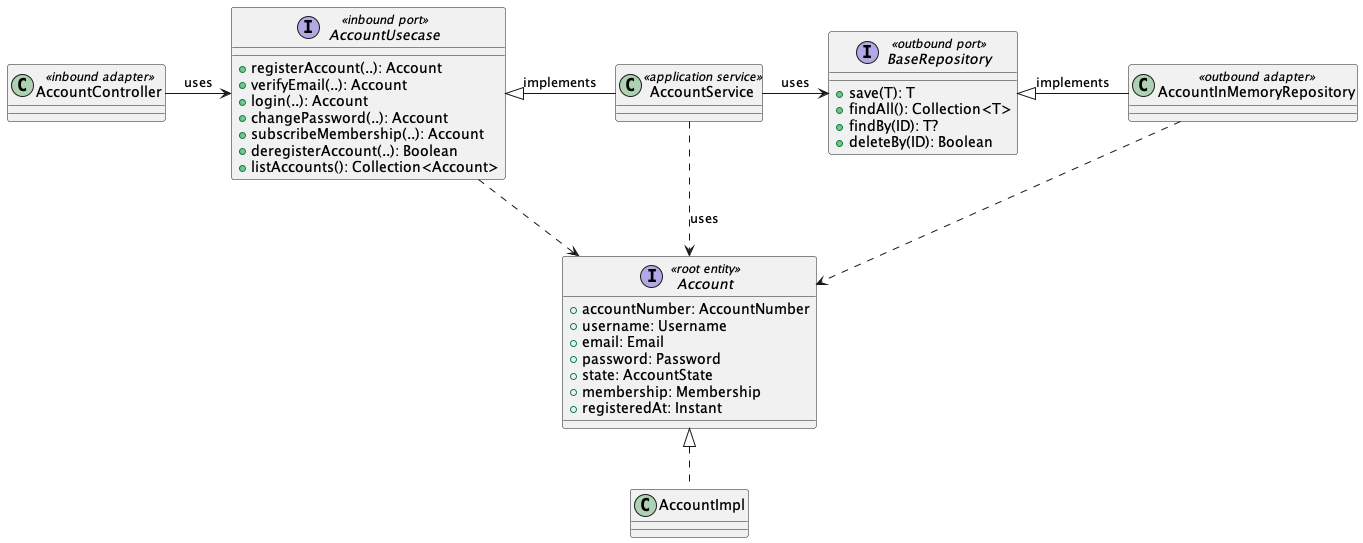 C
«inbound adapter»
AccountController
uses
I
«inbound port»
AccountUsecase
registerAccount(..): Account
verifyEmail(..): Account
login(..): Account
changePassword(..): Account
subscribeMembership(..): Account
deregisterAccount(..): Boolean
listAccounts(): Collection<Account>
implements
C
«application service»
AccountService
uses
I
«outbound port»
BaseRepository
save(T): T
findAll(): Collection<T>
findBy(ID): T?
deleteBy(ID): Boolean
implements
C
«outbound adapter»
AccountInMemoryRepository
uses
I
«root entity»
Account
accountNumber: AccountNumber
username: Username
email: Email
password: Password
state: AccountState
membership: Membership
registeredAt: Instant
C
AccountImpl